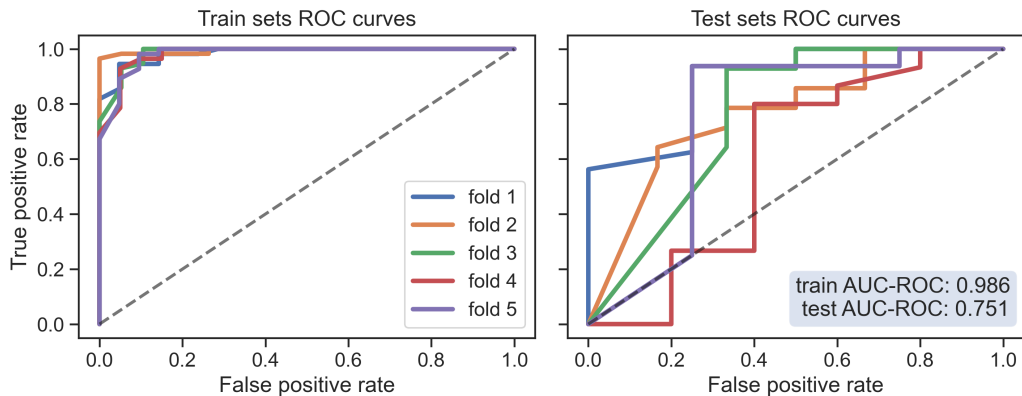 Train sets ROC curves
True positive rate
1.0
0.8
0.6
0.4
0.2
0.0
fold 1
fold 2
fold 3
fold 4
fold 5
0.0 0.2 0.4 0.6 0.8 1.0
False positive rate
Test sets ROC curves
train AUC-ROC: 0.986
test AUC-ROC: 0.751
0.0 0.2 0.4 0.6 0.8 1.0
False positive rate